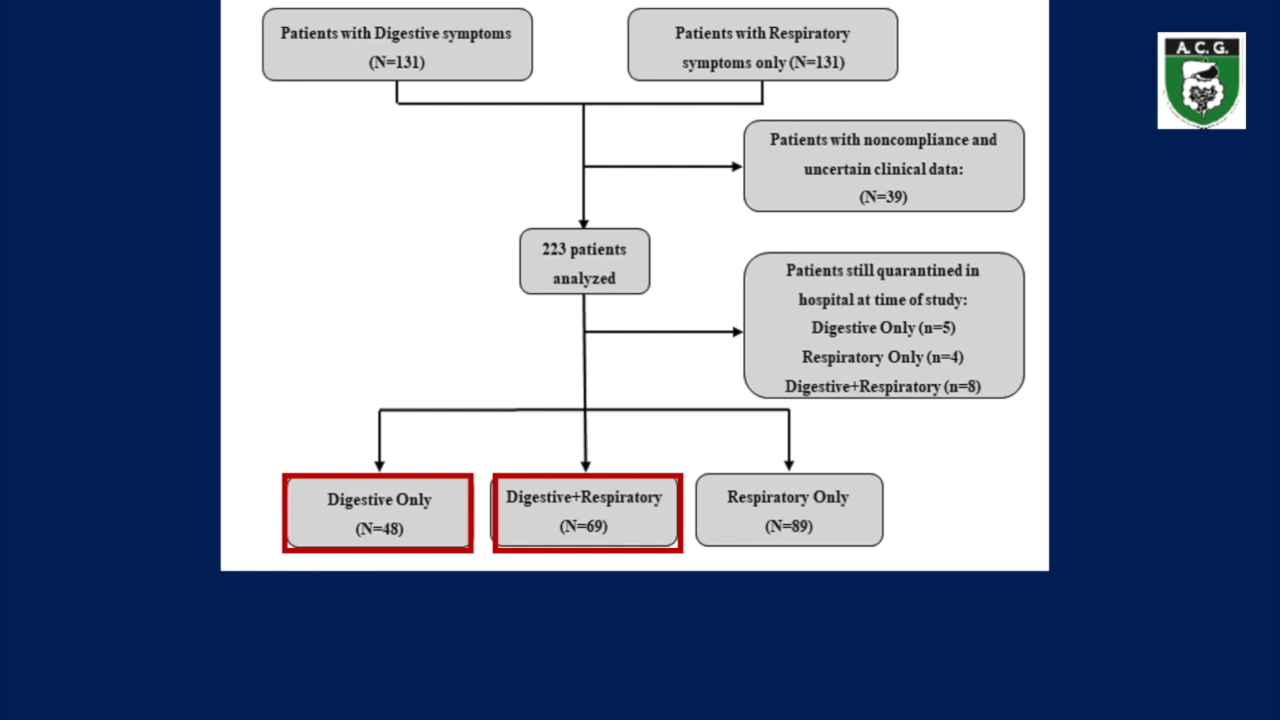 Patients with Digestive symptoms
(N=131)
Patients with Respiratory
symptoms only (N=131)
A.C.G.
Patients with noncompliance and
uncertain clinical data:
(N=39)
223 patients
analyzed
Patients still quarantined in
hospital at time of study:
Digestive Only (n=5)
Respiratory Only (n=4)
Digestive+Respiratory (n=8)
Digestive Only
(N=48)
Digestive+Respiratory
(N=69)
Respiratory Only
(N=89)